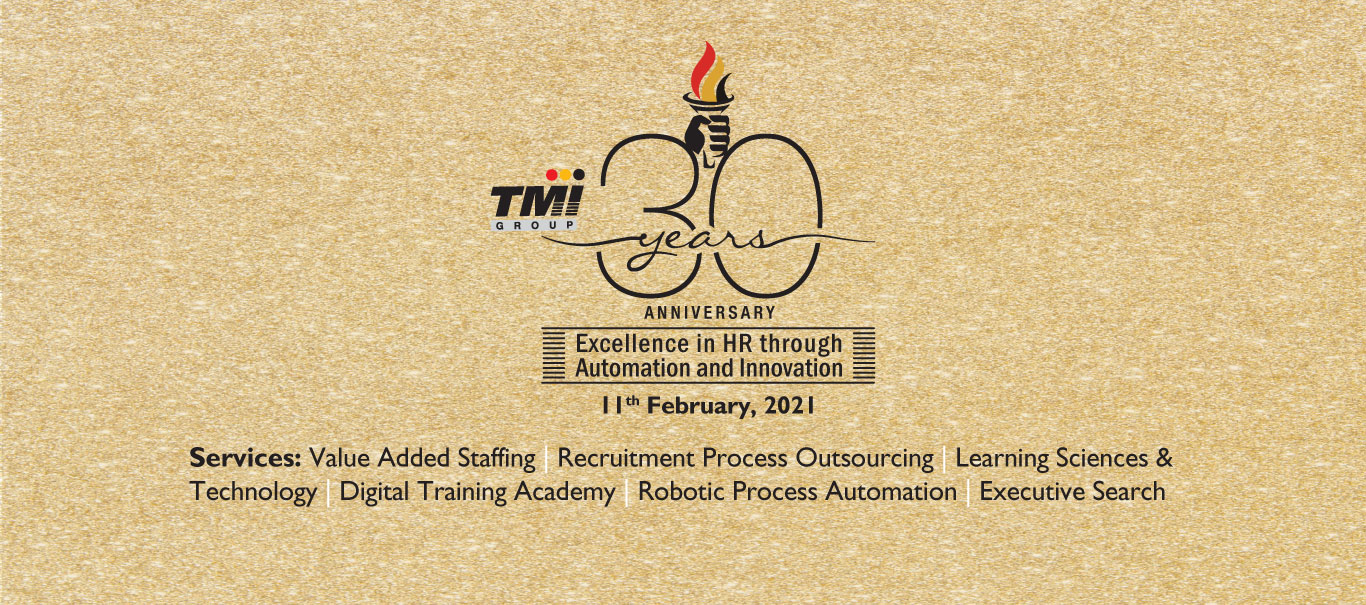 TMI
GROUP
30
years
ANNIVERSARY
Excellence in HR through
Automation and Innovation
11th February, 2021
Services: Value Added Staffing | Recruitment Process Outsourcing | Learning Sciences &
Technology | Digital Training Academy | Robotic Process Automation | Executive Search